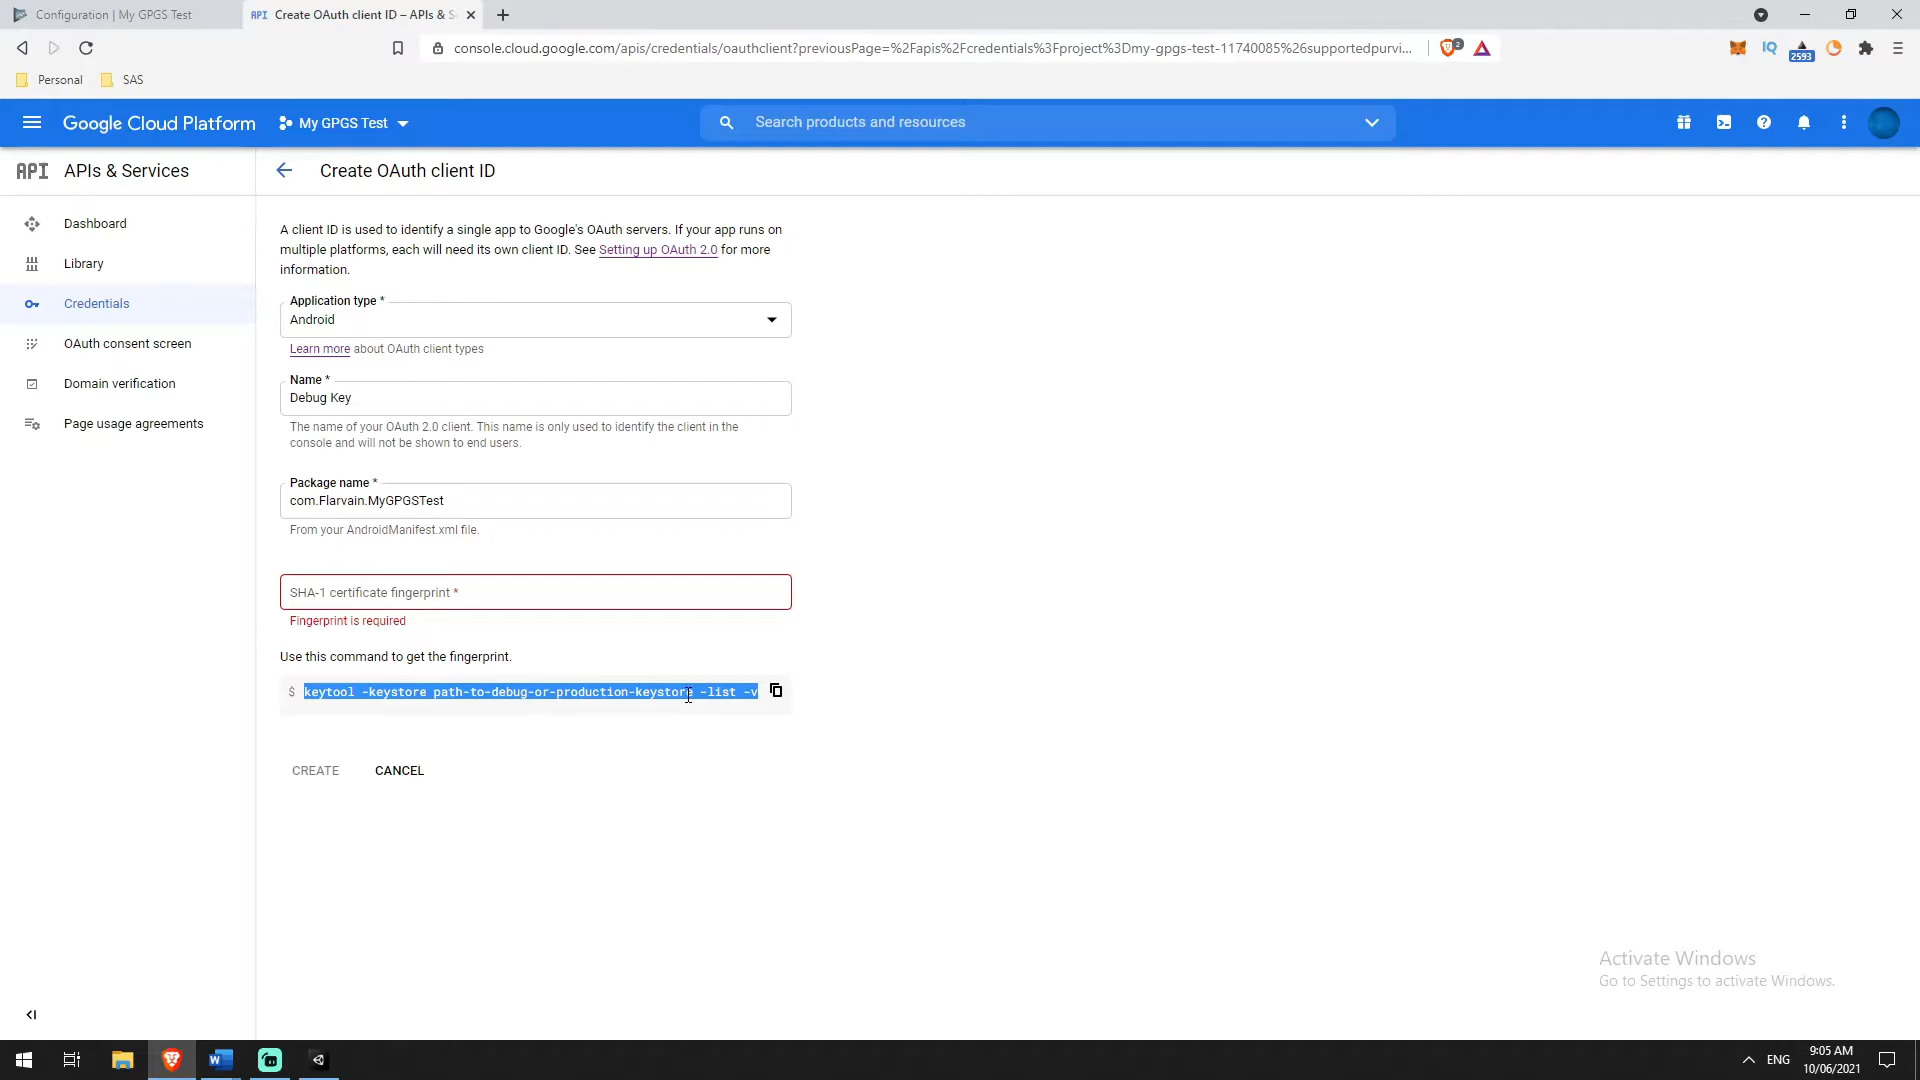 Configuration | My GPGS Test
API Create OAuth client ID – APIs & S
console.cloud.google.com/apis/credentials/oauthclient?previousPage=%2Fapis%2Fcredentials%3Fproject%3Dmy-gpgs-test-11740085%26supportedpurvi...
2
IQ
2593
Personal
SAS
Google Cloud Platform
My GPGS Test
Search products and resources
API APIs & Services
Create OAuth client ID
Dashboard
Library
Credentials
OAuth consent screen
Domain verification
Page usage agreements
A client ID is used to identify a single app to Google's OAuth servers. If your app runs on
multiple platforms, each will need its own client ID. See Setting up OAuth 2.0 for more
information.
Application type *
Android
Learn more about OAuth client types
Name *
Debug Key
The name of your OAuth 2.0 client. This name is only used to identify the client in the
console and will not be shown to end users.
Package name *
com.Flarvain.MyGPGSTest
From your AndroidManifest.xml file.
SHA-1 certificate fingerprint *
Fingerprint is required
Use this command to get the fingerprint.
$ keytool -keystore path-to-debug-or-production-keystore -list -v
CREATE
CANCEL
Activate Windows
Go to Settings to activate Windows.
W
ENG
9:05 AM
10/06/2021